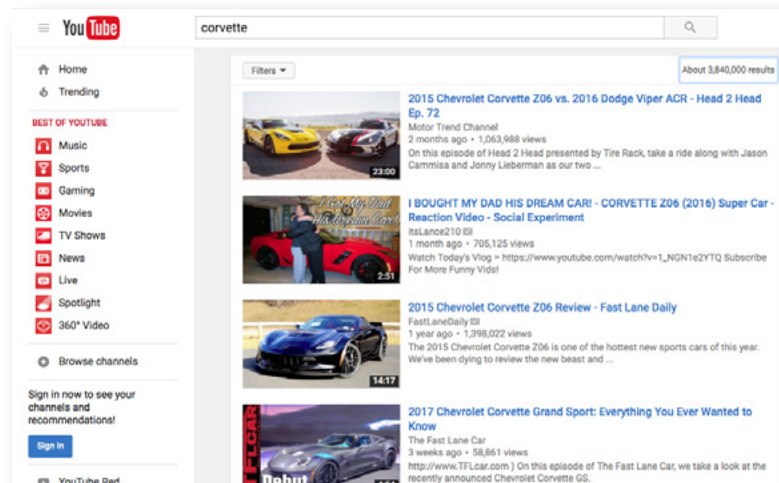 YouTube
corvette
Home
Trending
BEST OF YOUTUBE
Music
Sports
Gaming
Movies
TV Shows
News
Live
Spotlight
360° Video
Browse channels
Sign in now to see your
channels and
recommendations!
Sign in
YouTube Red
Filters
About 3,840,000 results
23:00
2015 Chevrolet Corvette Z06 vs. 2016 Dodge Viper ACR - Head 2 Head
Ep. 72
Motor Trend Channel
2 months ago • 1,063,988 views
On this episode of Head 2 Head presented by Tire Rack, take a ride along with Jason
Cammisa and Jonny Lieberman as our two ...
I Got My Dad
His Dream Car!
2:51
I BOUGHT MY DAD HIS DREAM CAR! - CORVETTE Z06 (2016) Super Car -
Reaction Video - Social Experiment
itsLance210
1 month ago • 705,125 views
Watch Today's Vlog > https://www.youtube.com/watch?v=1_NGN1e2YTQ Subscribe
For More Funny Vids!
14:17
2015 Chevrolet Corvette Z06 Review - Fast Lane Daily
FastLaneDaily
1 year ago • 1,398,022 views
The 2015 Chevrolet Corvette Z06 is one of the hottest new sports cars of this year.
We've been dying to review the new beast and ...
TFLCAR
Debut
2017 Chevrolet Corvette Grand Sport: Everything You Ever Wanted to
Know
The Fast Lane Car
3 weeks ago • 58,861 views
http://www.TFLcar.com ) On this episode of The Fast Lane Car, we take a look at the
recently announced Chevrolet Corvette GS.